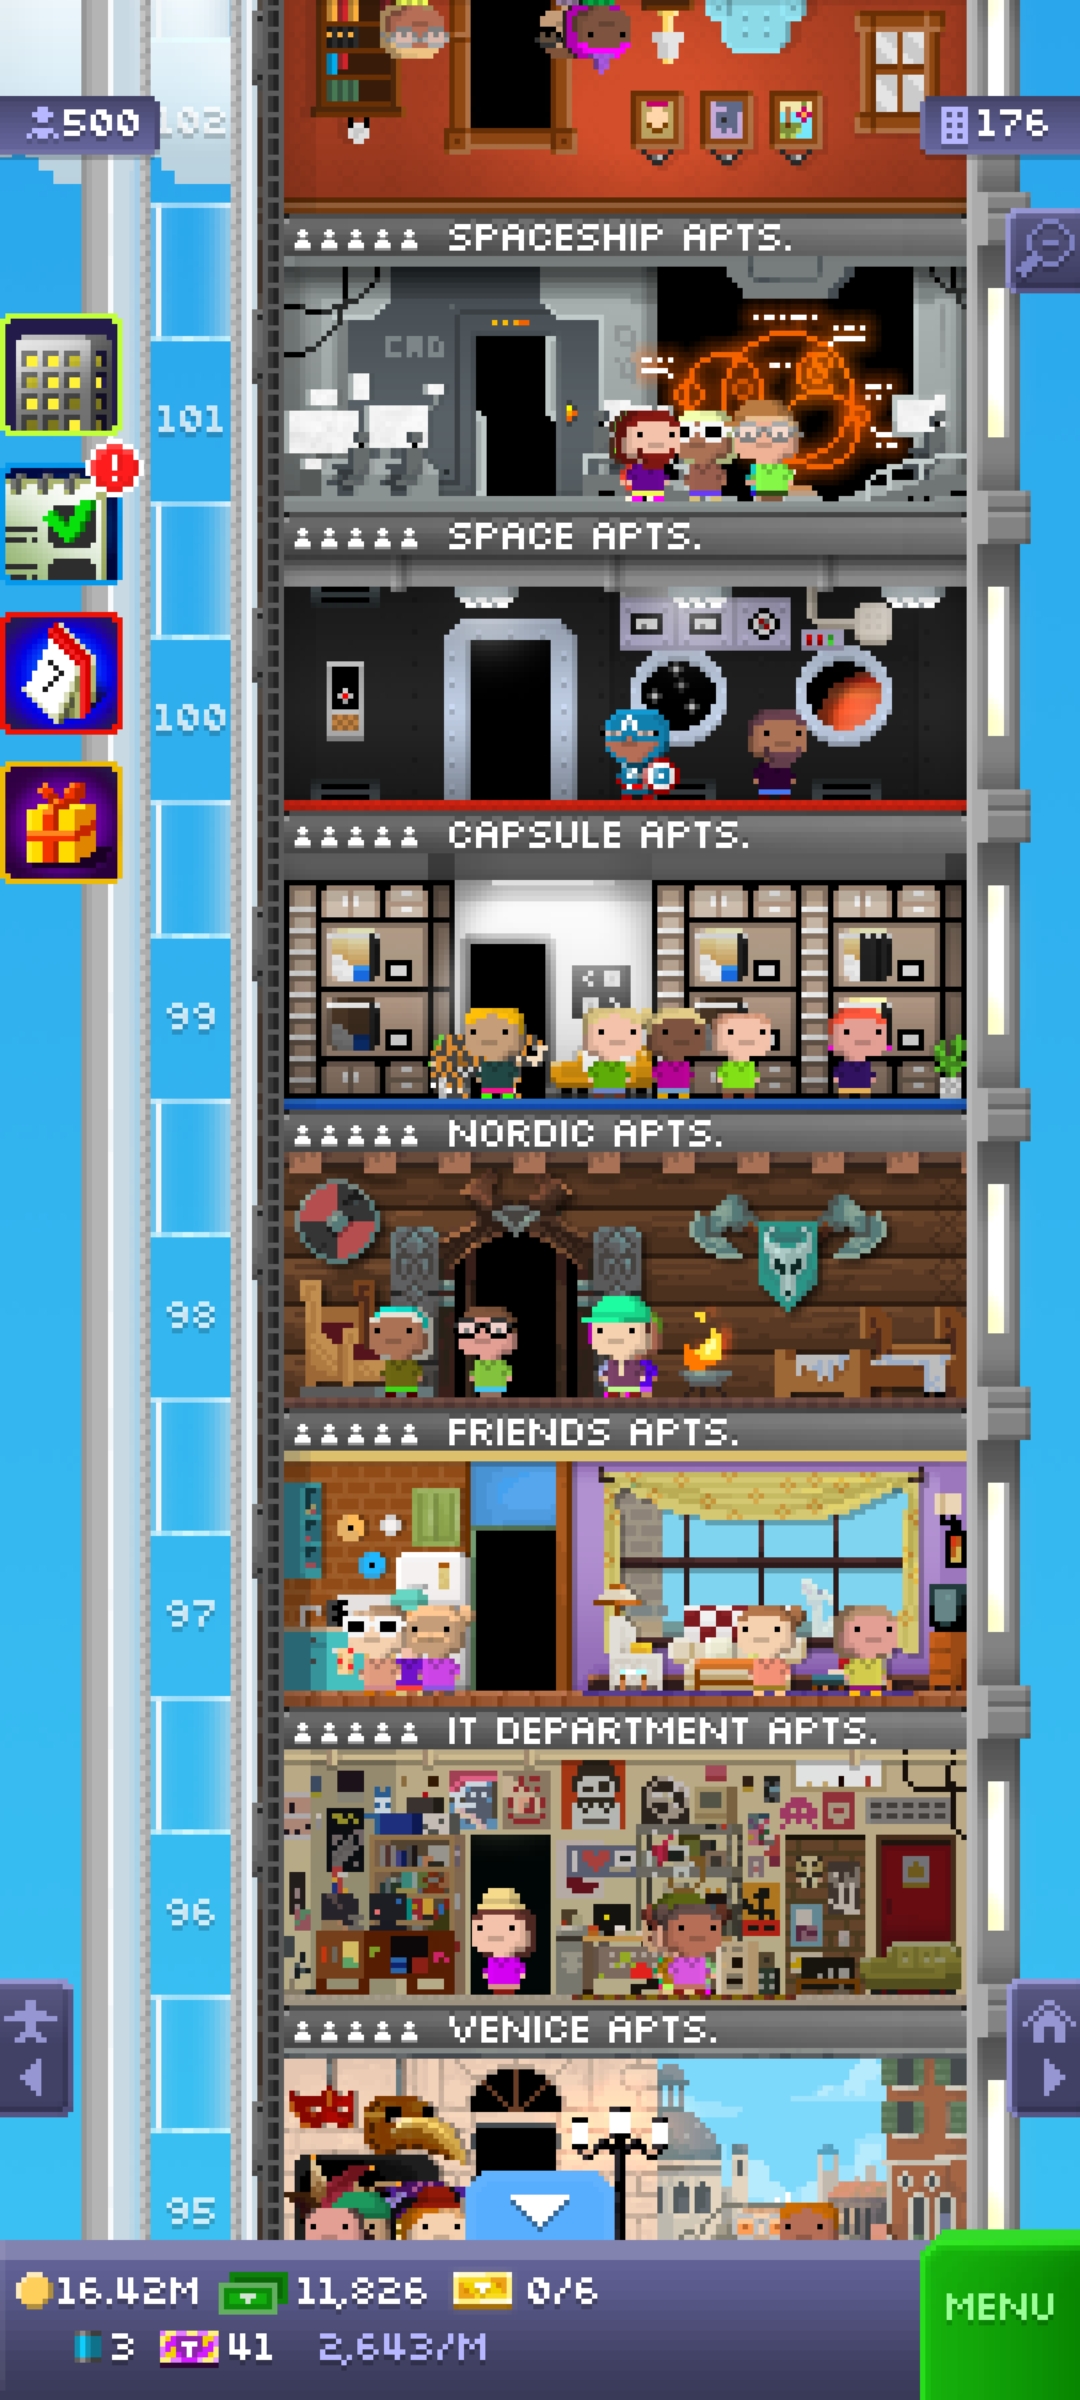 102
500
176
SPACESHIP APTS.
CMD
101
SPACE APTS.
100
CAPSULE APTS.
99
NORDIC APTS.
98
FRIENDS APTS.
97
IT DEPARTMENT APTS.
96
VENICE APTS.
95
16.42M 11,826 0/6
3 41 2,643/M
MENU